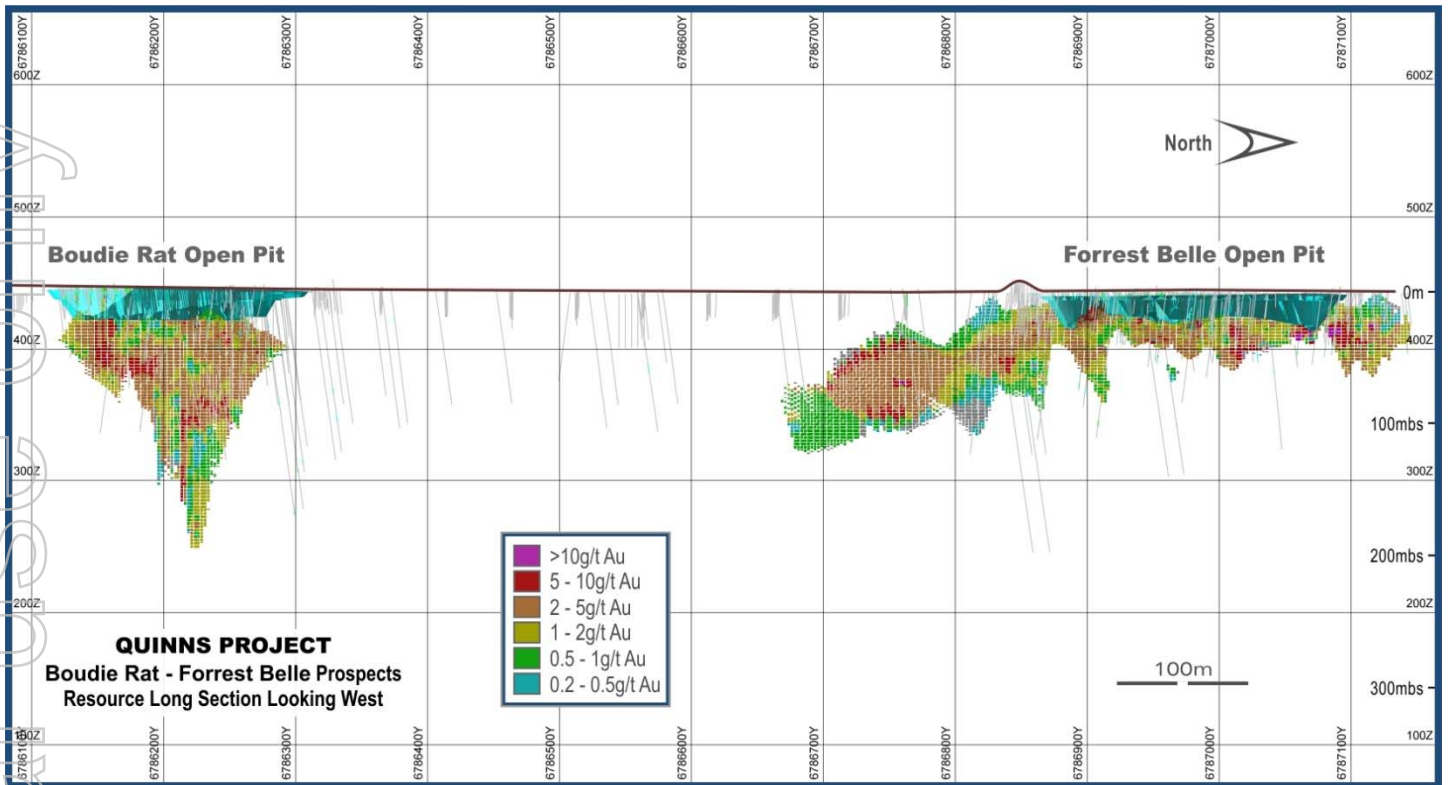 6786100Y 6786200Y 6786300Y 6786400Y 6786500Y 6786600Y 6786700Y 6786800Y 6786900Y 6787000Y 6787100Y
600Z 600Z
North
500Z 500Z
Boudie Rat Open Pit
Forrest Belle Open Pit
0m
400Z 400Z
100mbs
300Z 300Z
>10g/t Au
200mbs
5 - 10g/t Au
2 - 5g/t Au
200Z 200Z
1 - 2g/t Au
QUINNS PROJECT
0.5 - 1g/t Au
Boudie Rat - Forrest Belle Prospects
100m
0.2 - 0.5g/t Au
300mbs
Resource Long Section Looking West
100Z 100Z
6786100Y 6786200Y 6786300Y 6786400Y 6786500Y 6786600Y 6786700Y 6786800Y 6786900Y 6787000Y 6787100Y